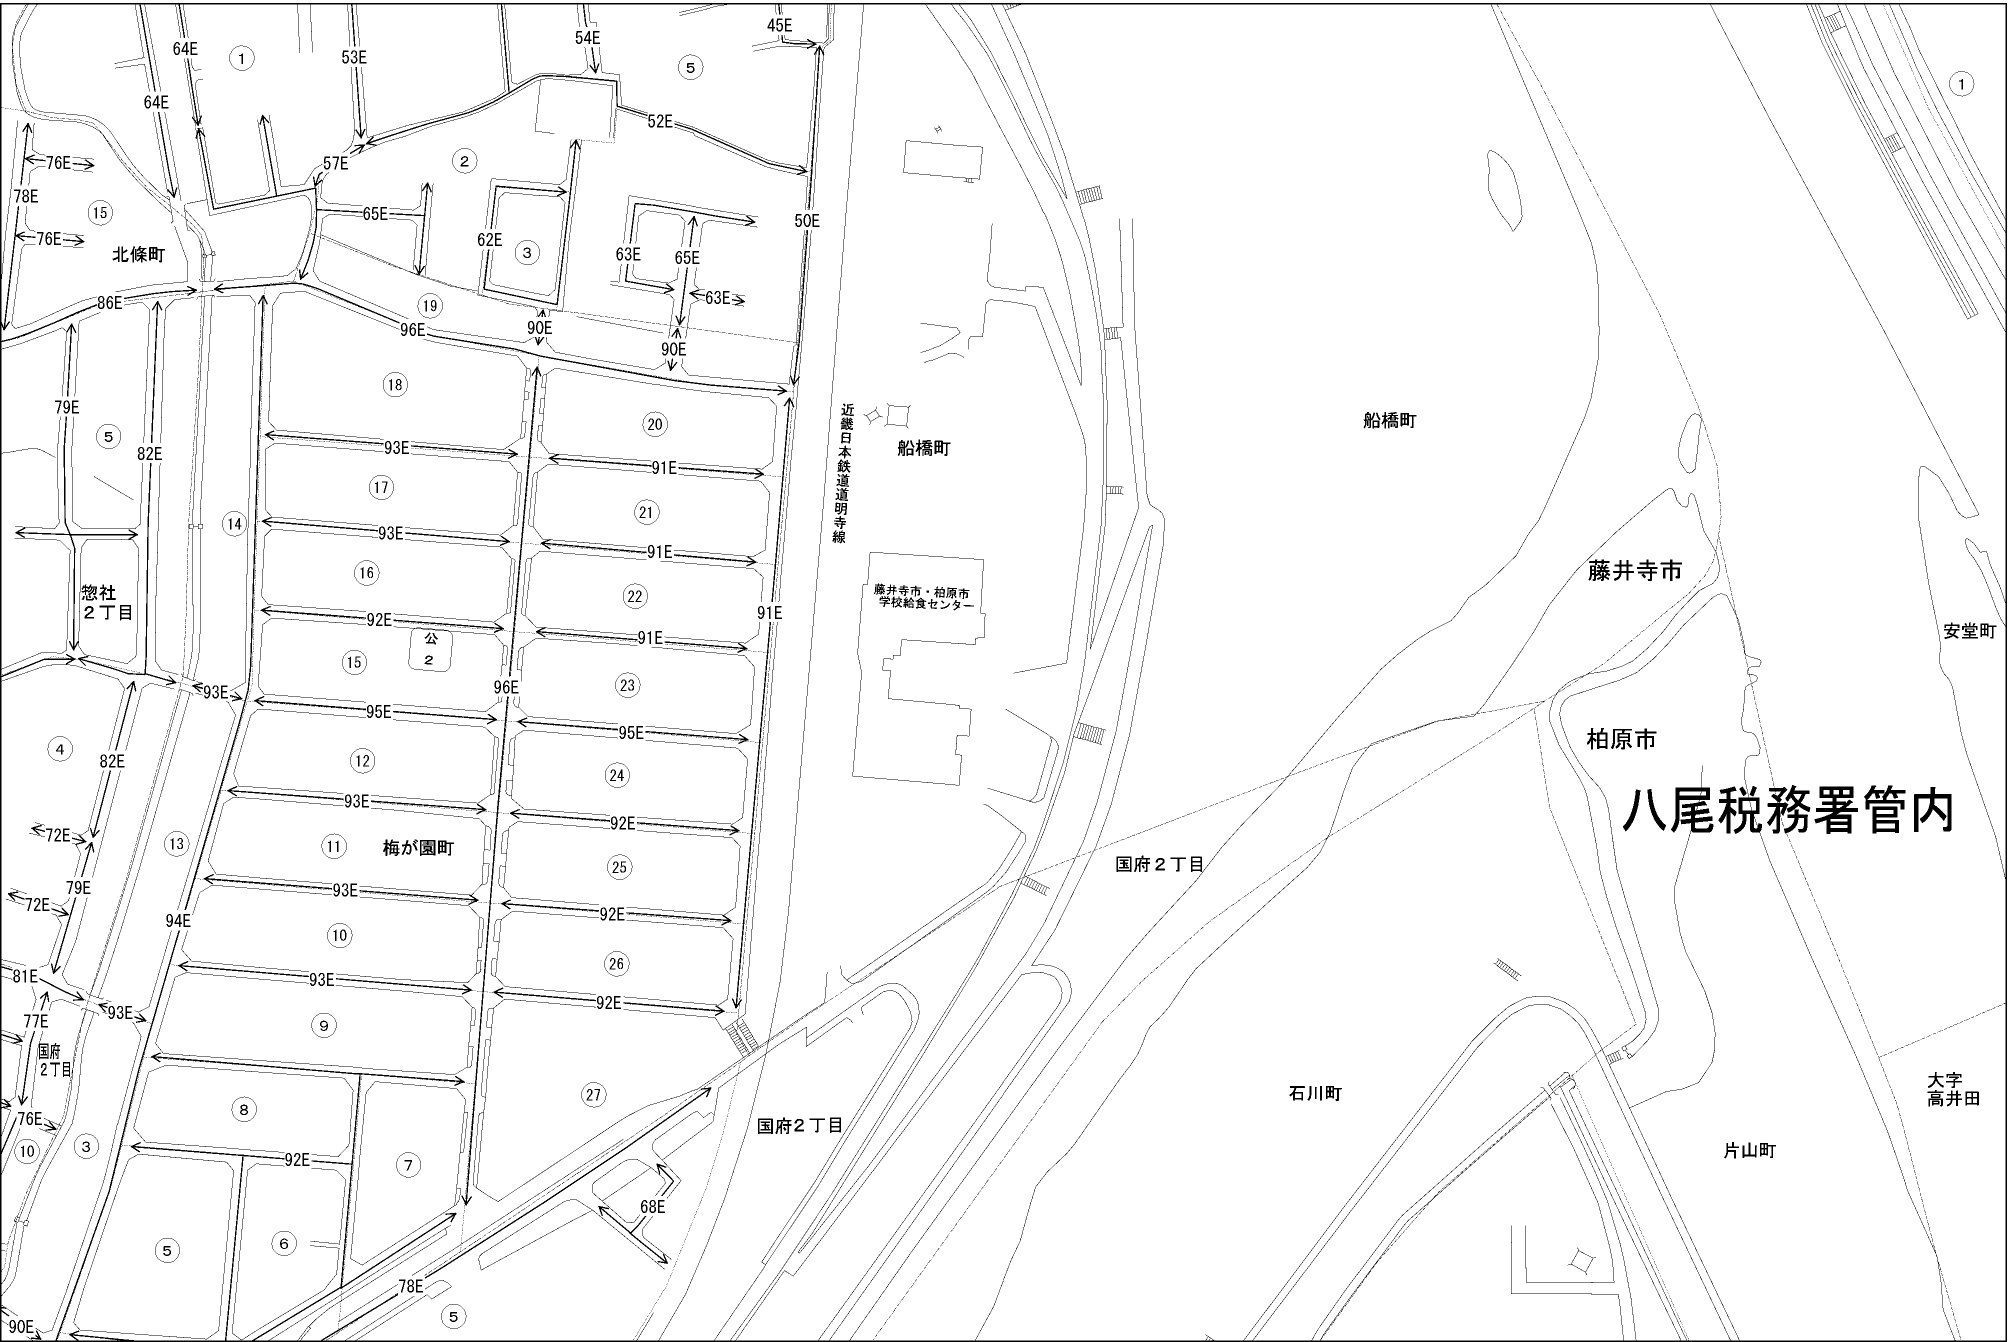 45E
64E
①
53E
54E
⑤
①
64E
52E
57E
②
76E
78E
⑮
65E
50E
76E
62E
③
63E
65E
北條町
86E
⑲
63E
96E
90E
90E
⑱
79E
⑤
82E
⑳
93E
91E
近畿日本鉄道道明寺線
船橋町
船橋町
⑰
⑭
㉑
93E
91E
⑯
惣社
2丁目
92E
公
2
㉒
91E
91E
藤井寺市・柏原市
学校給食センター
藤井寺市
安堂町
⑮
93E
96E
㉓
95E
95E
④
82E
⑫
㉔
柏原市
八尾税務署管内
93E
92E
72E
⑬
⑪
梅が園町
㉕
国府2丁目
79E
93E
72E
94E
92E
⑩
㉖
81E
93E
92E
77E
93E
⑨
国府
2丁目
76E
⑧
㉗
国府2丁目
石川町
大字
高井田
片山町
⑩
③
92E
⑦
68E
⑤
⑥
78E
⑤
90E